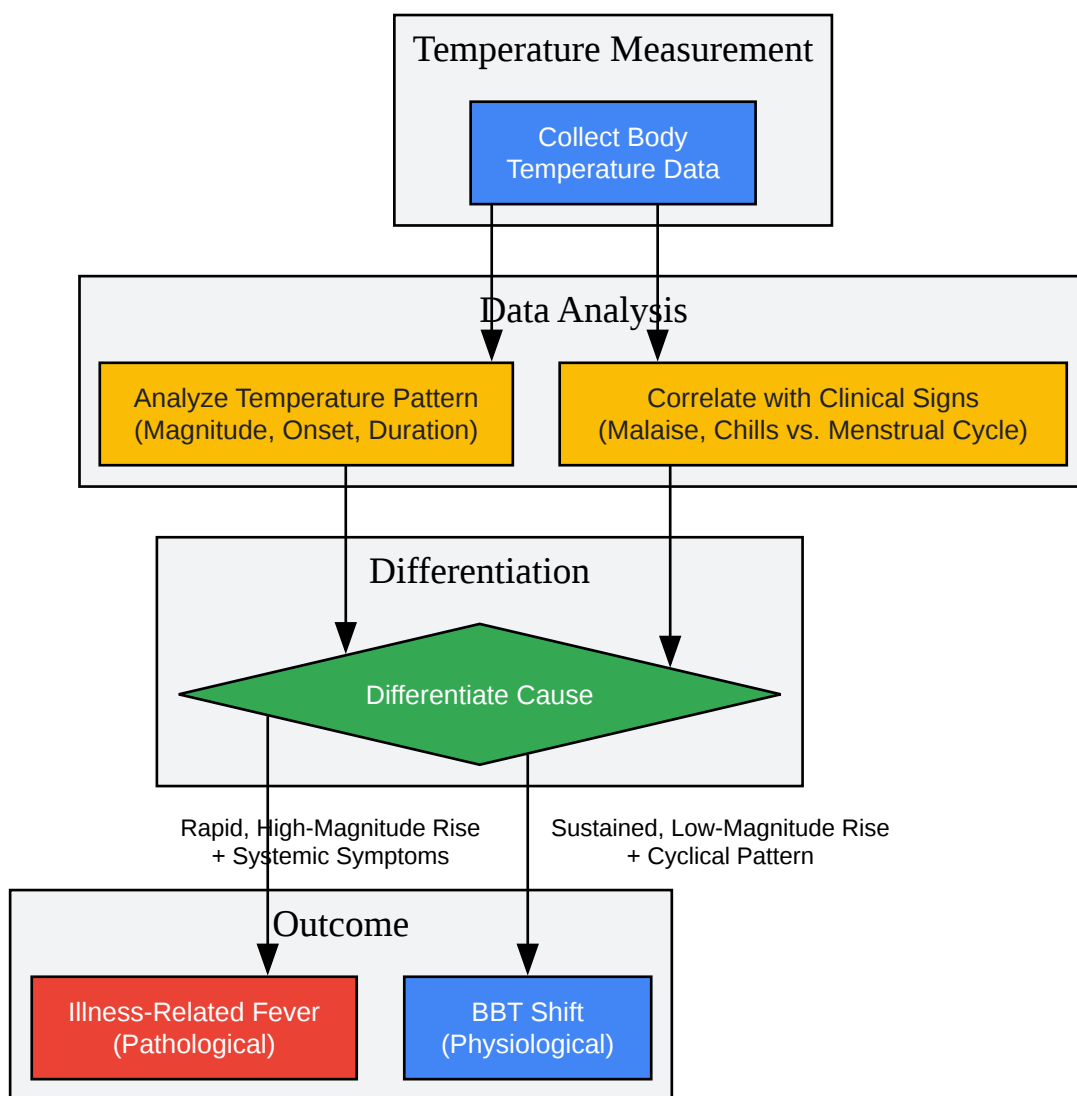 Temperature Measurement
Collect Body
Temperature Data
Data Analysis
Analyze Temperature Pattern
(Magnitude, Onset, Duration)
Correlate with Clinical Signs
(Malaise, Chills vs. Menstrual Cycle)
Differentiation
Differentiate Cause
Rapid, High-Magnitude Rise
+ Systemic Symptoms
Sustained, Low-Magnitude Rise
+ Cyclical Pattern
Outcome
Illness-Related Fever
(Pathological)
BBT Shift
(Physiological)